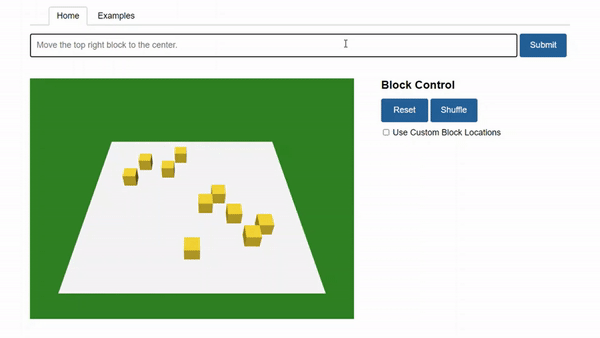 Home Examples
Move the top right block to the center. Submit
Block Control
Reset Shuffle
Use Custom Block Locations